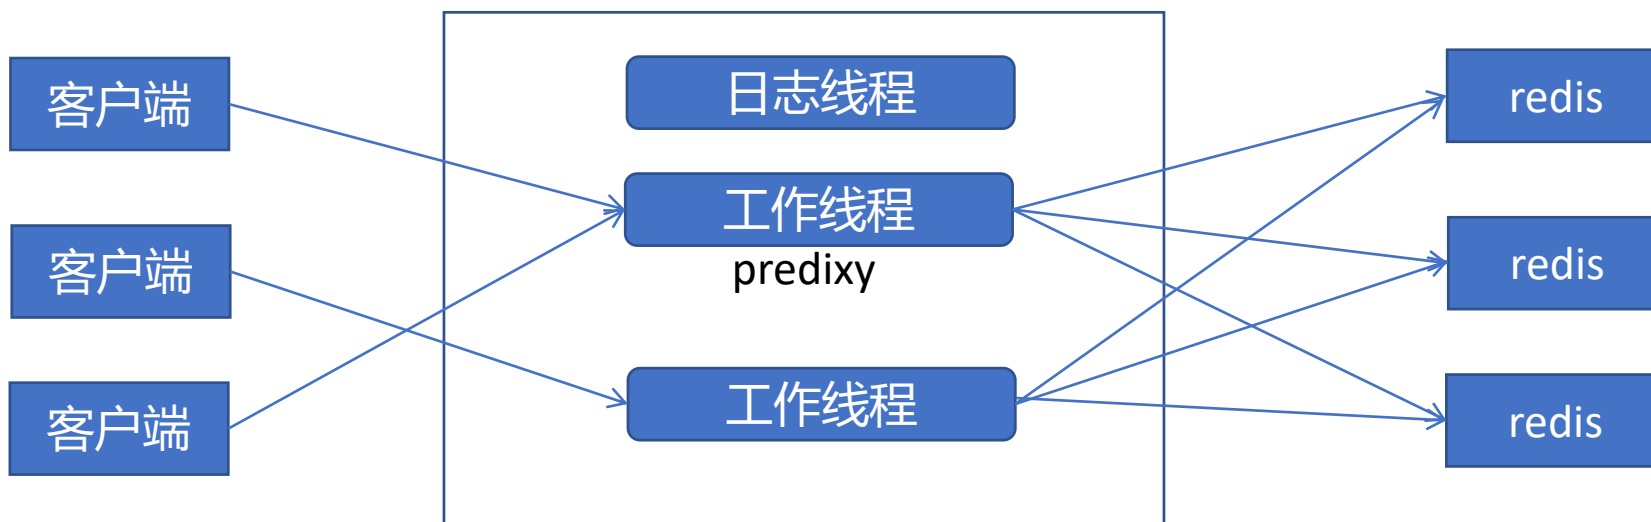 客户端
客户端
客户端
日志线程
工作线程
predixy
工作线程
redis
redis
redis